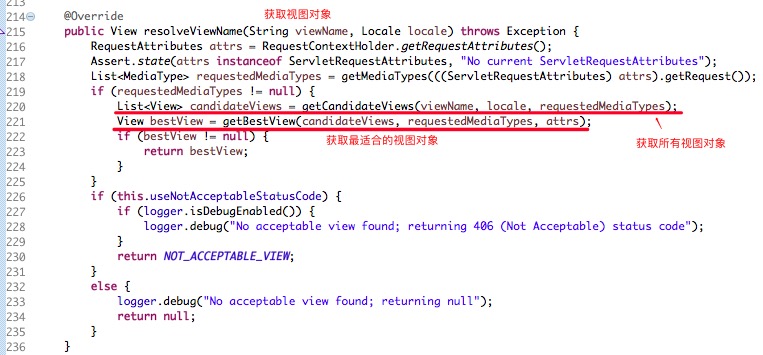 213
214 @Override 获取视图对象
215 public View resolveViewName(String viewName, Locale locale) throws Exception {
216 RequestAttributes attrs = RequestContextHolder.getRequestAttributes();
217 Assert.state(attrs instanceof ServletRequestAttributes, "No current ServletRequestAttributes");
218 List<MediaType> requestedMediaTypes = getMediaTypes(((ServletRequestAttributes) attrs).getRequest());
219 if (requestedMediaTypes != null) {
220 List<View> candidateViews = getCandidateViews(viewName, locale, requestedMediaTypes);
221 View bestView = getBestView(candidateViews, requestedMediaTypes, attrs);
222 if (bestView != null) { 获取最适合的视图对象 获取所有视图对象
223 return bestView;
224 }
225 }
226 if (this.useNotAcceptableStatusCode) {
227 if (logger.isDebugEnabled()) {
228 logger.debug("No acceptable view found; returning 406 (Not Acceptable) status code");
229 }
230 return NOT_ACCEPTABLE_VIEW;
231 }
232 else {
233 logger.debug("No acceptable view found; returning null");
234 return null;
235 }
236 }